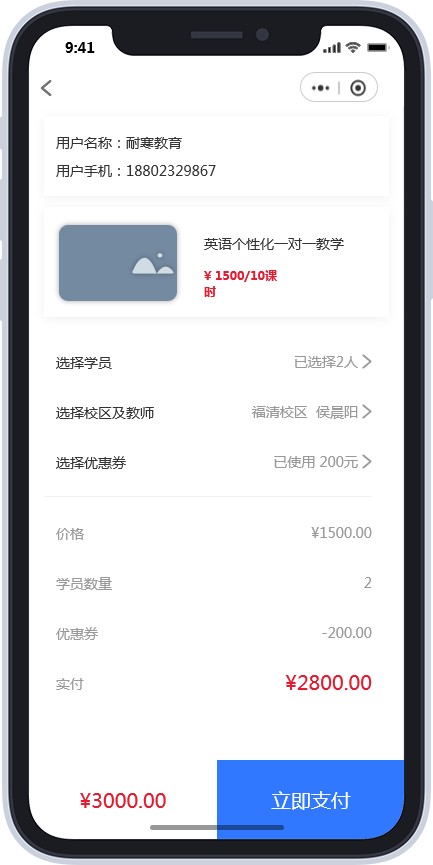 9:41
用户名称：耐寒教育
用户手机：18802329867
英语个性化一对一教学
¥ 1500/10课
时
选择学员 已选择2人
选择校区及教师 福清校区 侯晨阳
选择优惠券 已使用 200元
价格 ¥1500.00
学员数量 2
优惠券 -200.00
实付 ¥2800.00
¥3000.00 立即支付